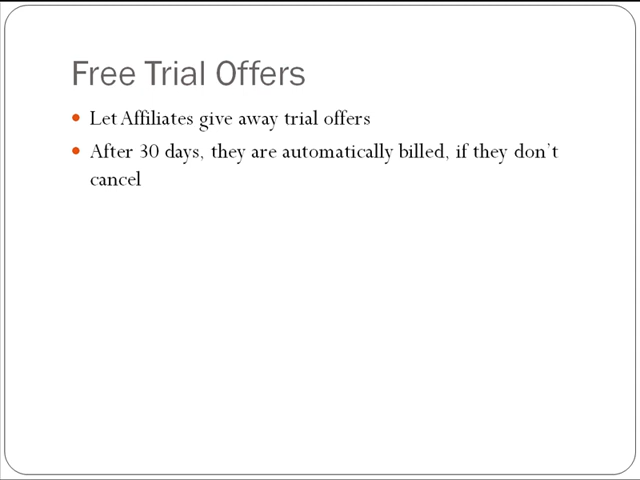 Free Trial Offers
• Let Affiliates give away trial offers
• After 30 days, they are automatically billed, if they don't
cancel